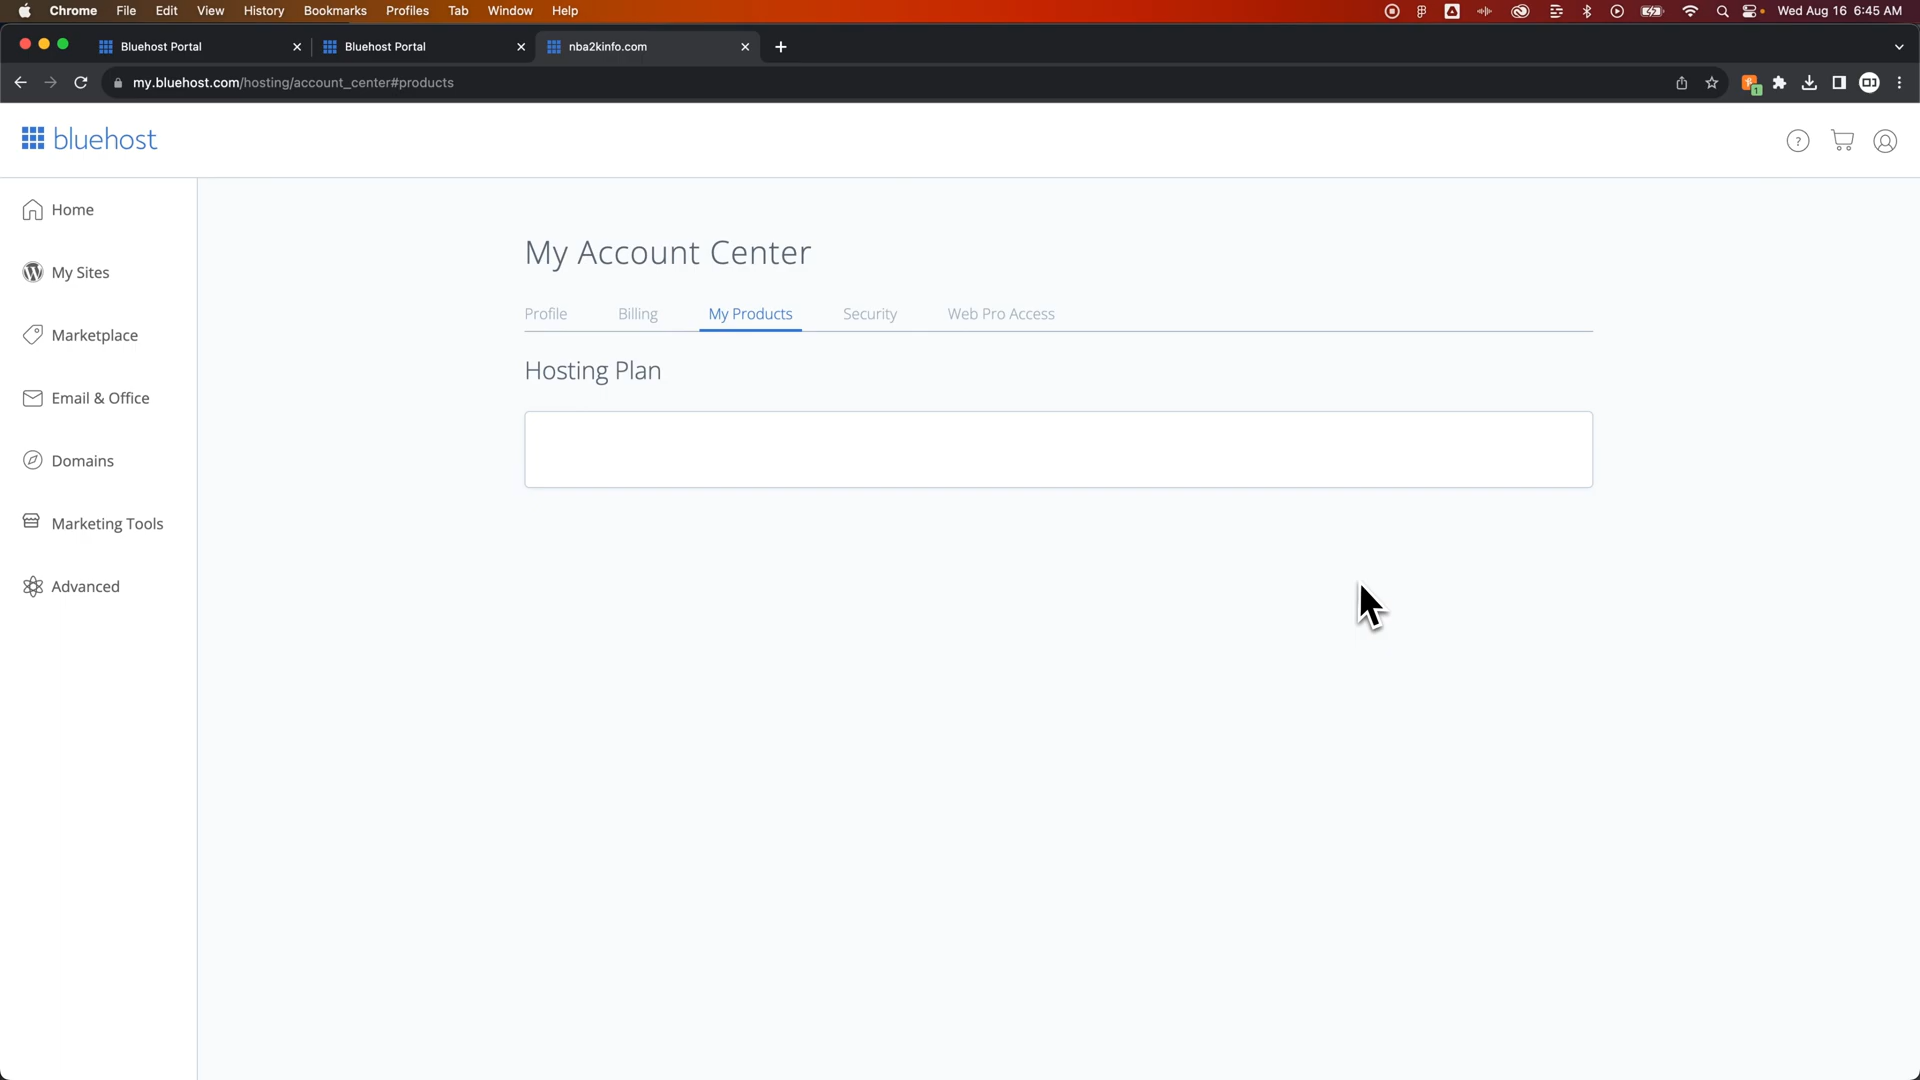 Chrome File Edit View History Bookmarks Profiles Tab Window Help Wed Aug 16 6:45 AM
Bluehost Portal Bluehost Portal nba2kinfo.com
my.bluehost.com/hosting/account_center#products 1
bluehost ?
Home
My Sites
Marketplace
Email & Office
Domains
Marketing Tools
Advanced
My Account Center
Profile Billing My Products Security Web Pro Access
Hosting Plan